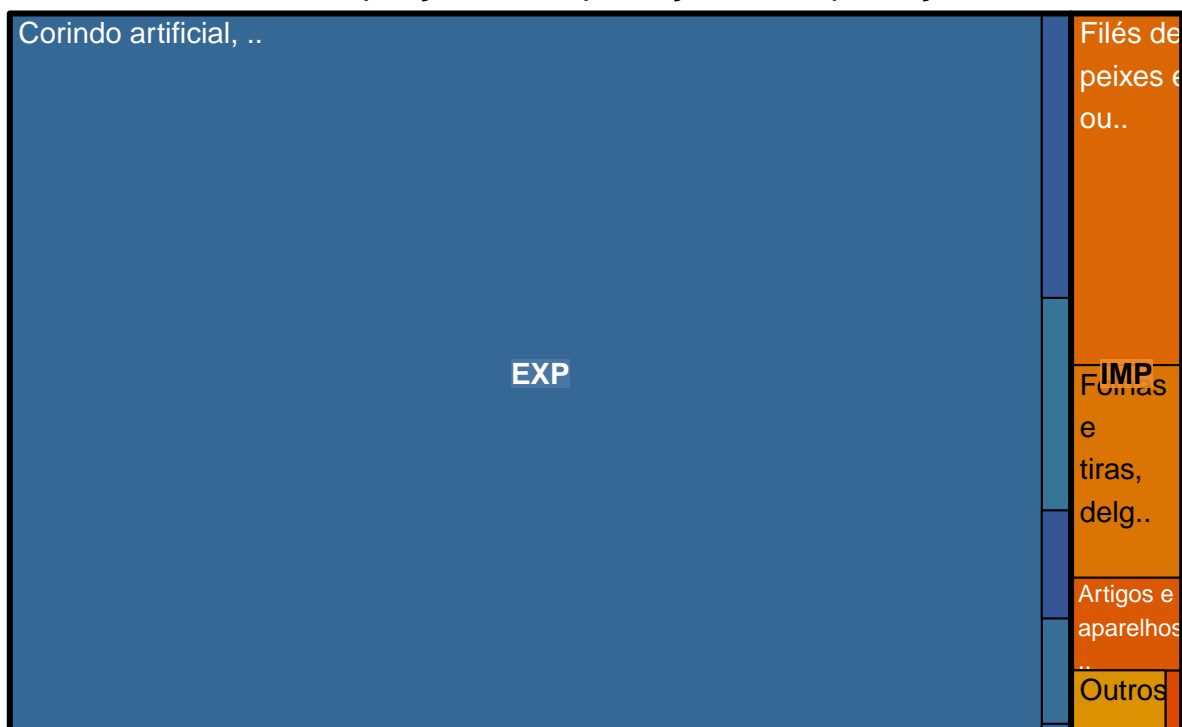 Corindo artificial, ..
EXP
Filés de
peixes e
ou..
IMP
Folhas
e
tiras,
delg..
Artigos e
aparelhos
..
Outros